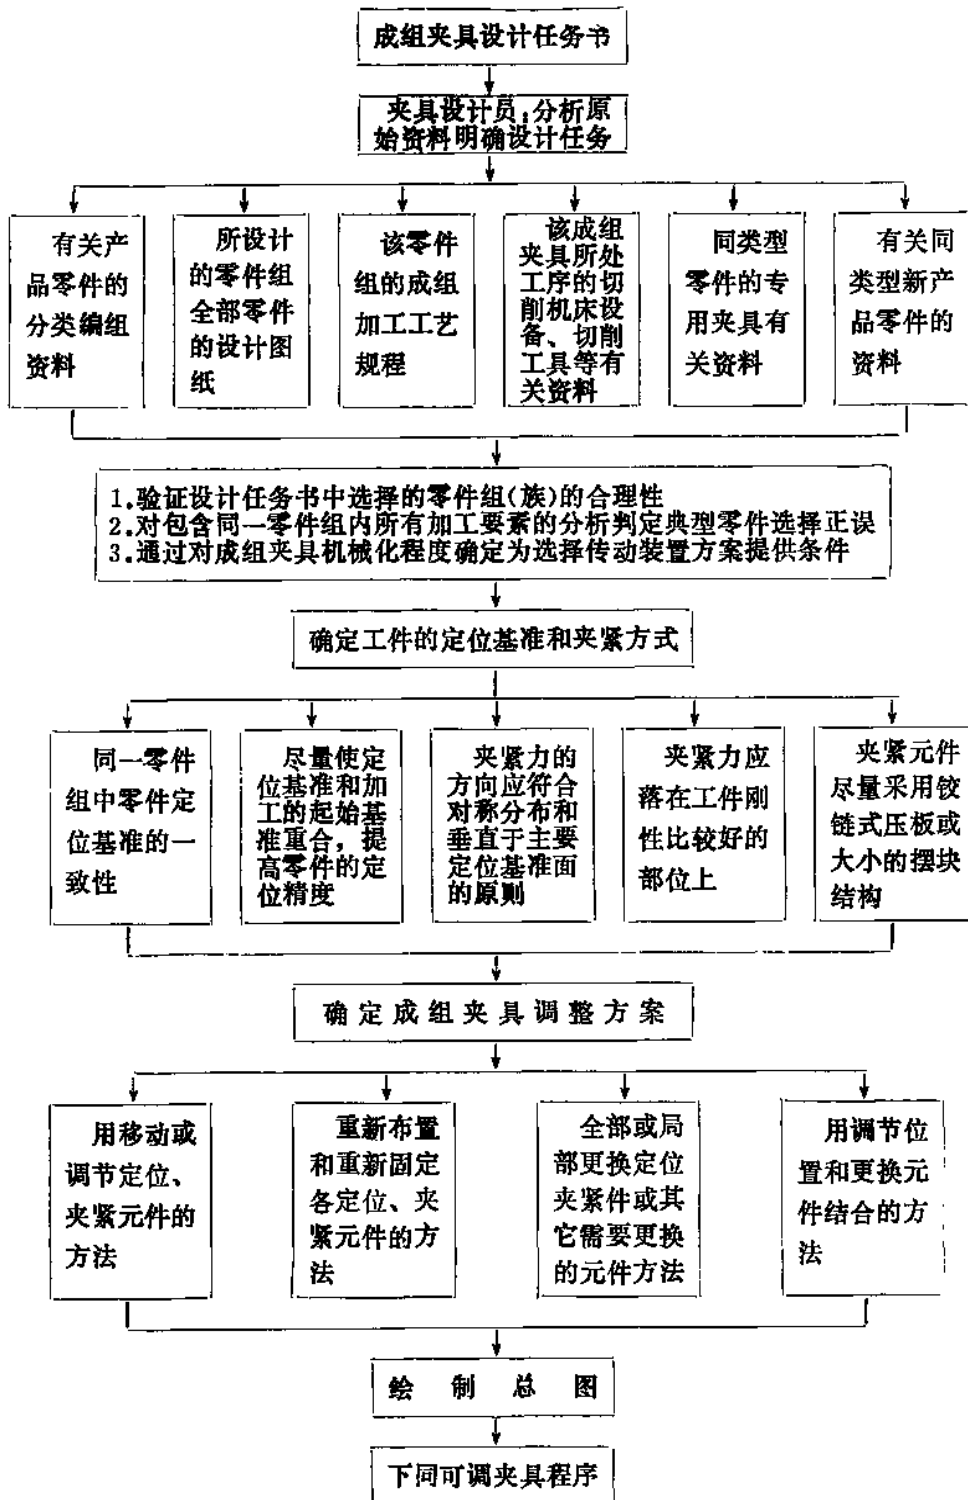 成组夹具设计任务书
夹具设计员：分析原
始资料明确设计任务
有关产
品零件的
分类编组
资料
所设计
的零件组
全部零件
的设计图
纸
该零件
组的成组
加工工艺
规程
该成组
夹具所处
工序的切
削机床设
备、切削
工具等有
关资料
同类型
零件的专
用夹具有
关资料
有关同
类型新产
品零件的
资料
1.验证设计任务书中选择的零件组(族)的合理性
2.对包含同一零件组内所有加工要素的分析判定典型零件选择正误
3.通过对成组夹具机械化程度确定为选择传动装置方案提供条件
确定工件的定位基准和夹紧方式
同一零件
组中零件定
位基准的一
致性
尽量使定
位基准和加
工的起始基
准重合，提
高零件的定
位精度
夹紧力的
方向应符合
对称分布和
垂直于主要
定位基准面
的原则
夹紧力应
落在工件刚
性比较好的
部位上
夹紧元件
尽量采用铰
链式压板或
大小的摆块
结构
确定成组夹具调整方案
用移动或
调节定位、
夹紧元件的
方法
重新布置
和重新固定
各定位、夹
紧元件的方
法
全部或局
部更换定位
夹紧件或其
它需要更换
的元件方法
用调节位
置和更换元
件结合的方
法
绘制总图
下同可调夹具程序